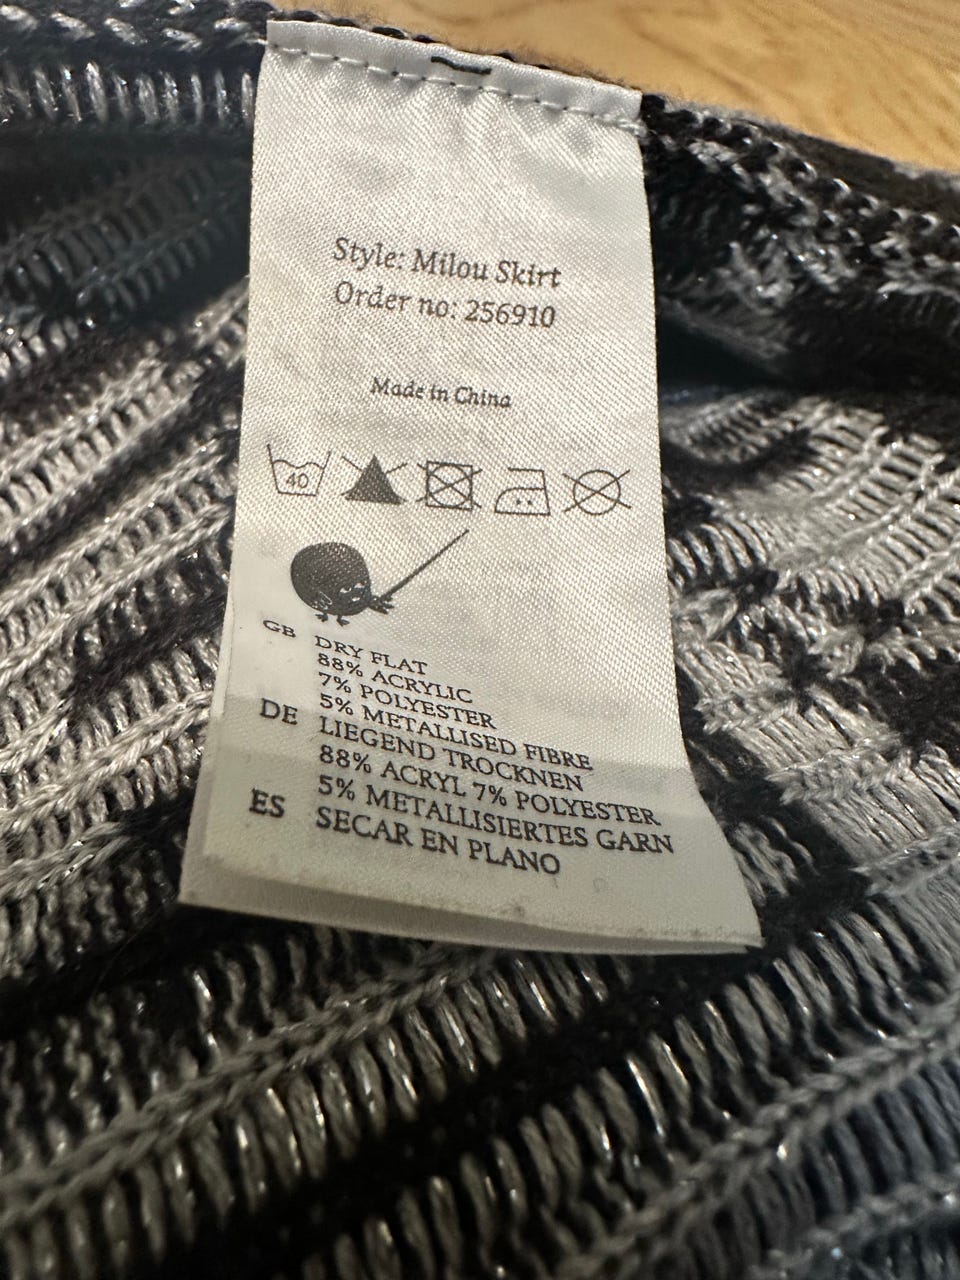 Style: Milou Skirt
Order no: 256910
Made in China
40
GB DRY FLAT
88% ACRYLIC
7% POLYESTER
5% METALLISED FIBRE
DE LIEGEND TROCKNEN
88% ACRYL 7% POLYESTER
5% METALLISIERTES GARN
ES SECAR EN PLANO